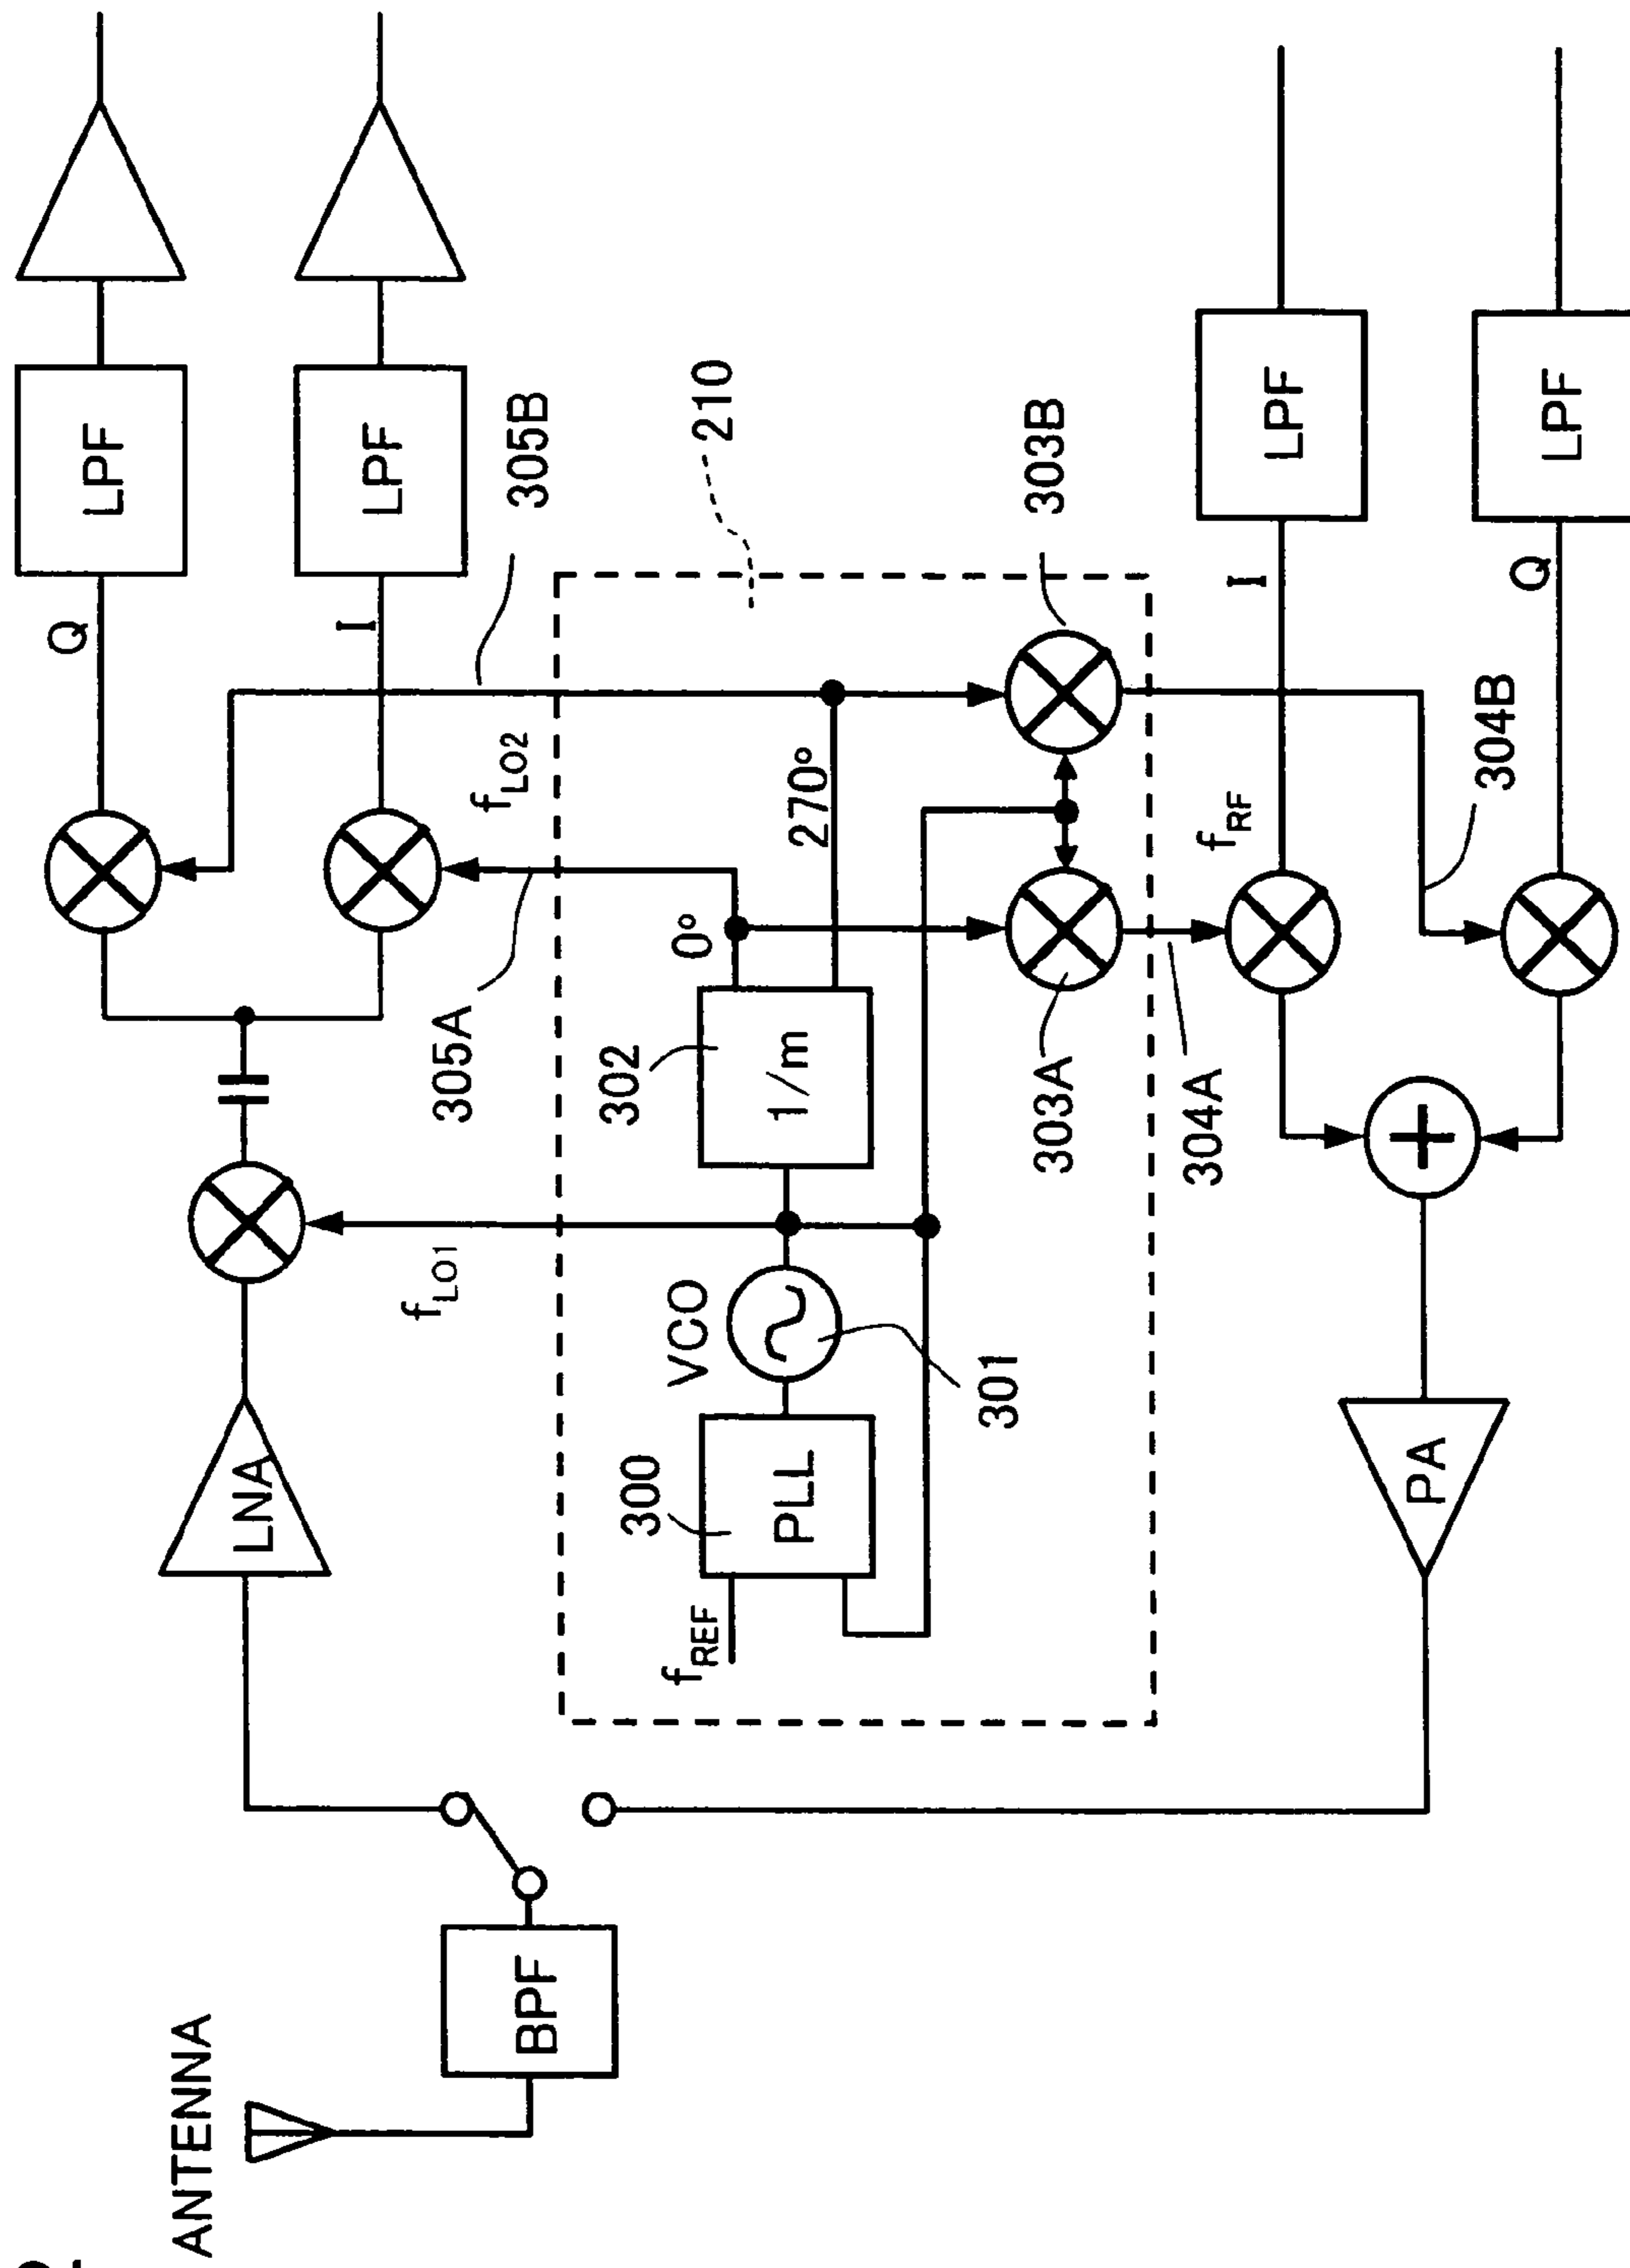 ANTENNA
BPF
LNA
f_LO1
Q
I
LPF
LPF
305A
f_LO2
305B
210
f_REF
300
PLL
VCO
301
302
1/m
0°
270°
303A
303B
304A
f_RF
304B
I
Q
LPF
LPF
PA